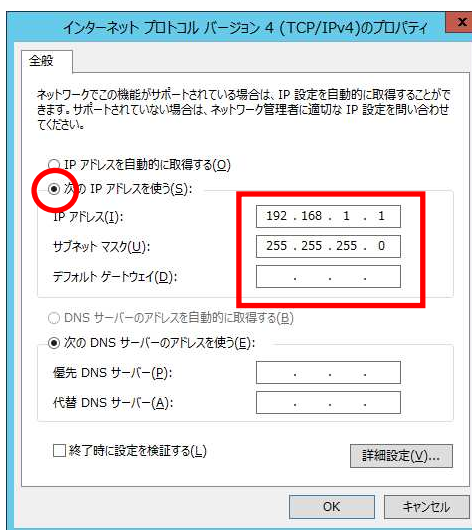 インターネット プロトコル バージョン 4 (TCP/IPv4)のプロパティ
x
全般
ネットワークでこの機能がサポートされている場合は、IP 設定を自動的に取得することがで
きます。サポートされていない場合は、ネットワーク管理者に適切な IP 設定を問い合わせ
てください。
IP アドレスを自動的に取得する(O)
次の IP アドレスを使う(S):
IP アドレス(I):
192 . 168 . 1 . 1
サブネット マスク(U):
255 . 255 . 255 . 0
デフォルト ゲートウェイ(D):
. . .
DNS サーバーのアドレスを自動的に取得する(B)
次の DNS サーバーのアドレスを使う(E):
優先 DNS サーバー(P):
. . .
代替 DNS サーバー(A):
. . .
終了時に設定を検証する(L)
詳細設定(V)...
OK
キャンセル